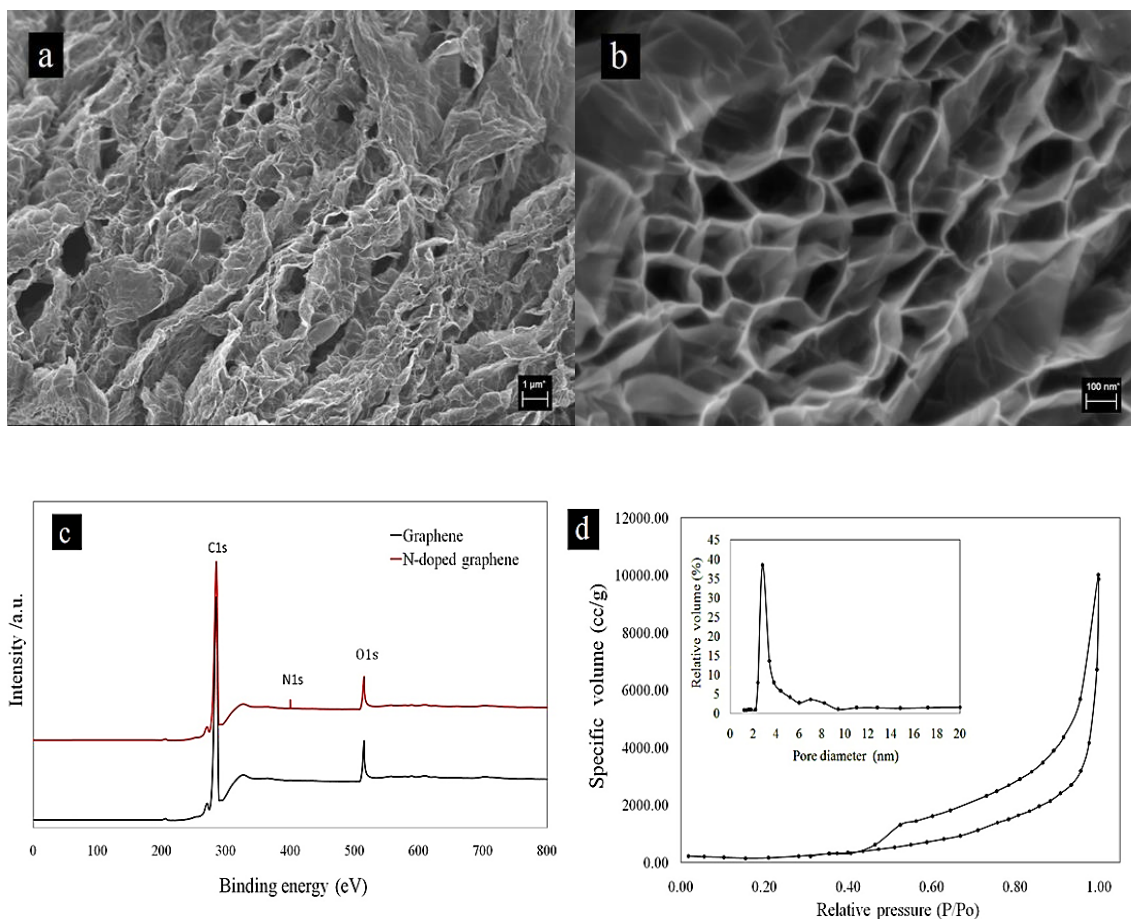 a
b
1 µm*
100 nm*
c
Graphene
N-doped graphene
C1s
N1s
O1s
Intensity /a.u.
0 100 200 300 400 500 600 700 800
Binding energy (eV)
d
12000.00
10000.00
8000.00
6000.00
4000.00
2000.00
0.00
Specific volume (cc/g)
45
40
35
30
25
20
15
10
5
0
Relative volume (%)
0 2 4 6 8 10 12 14 16 18 20
Pore diameter (nm)
0.00 0.20 0.40 0.60 0.80 1.00
Relative pressure (P/Po)